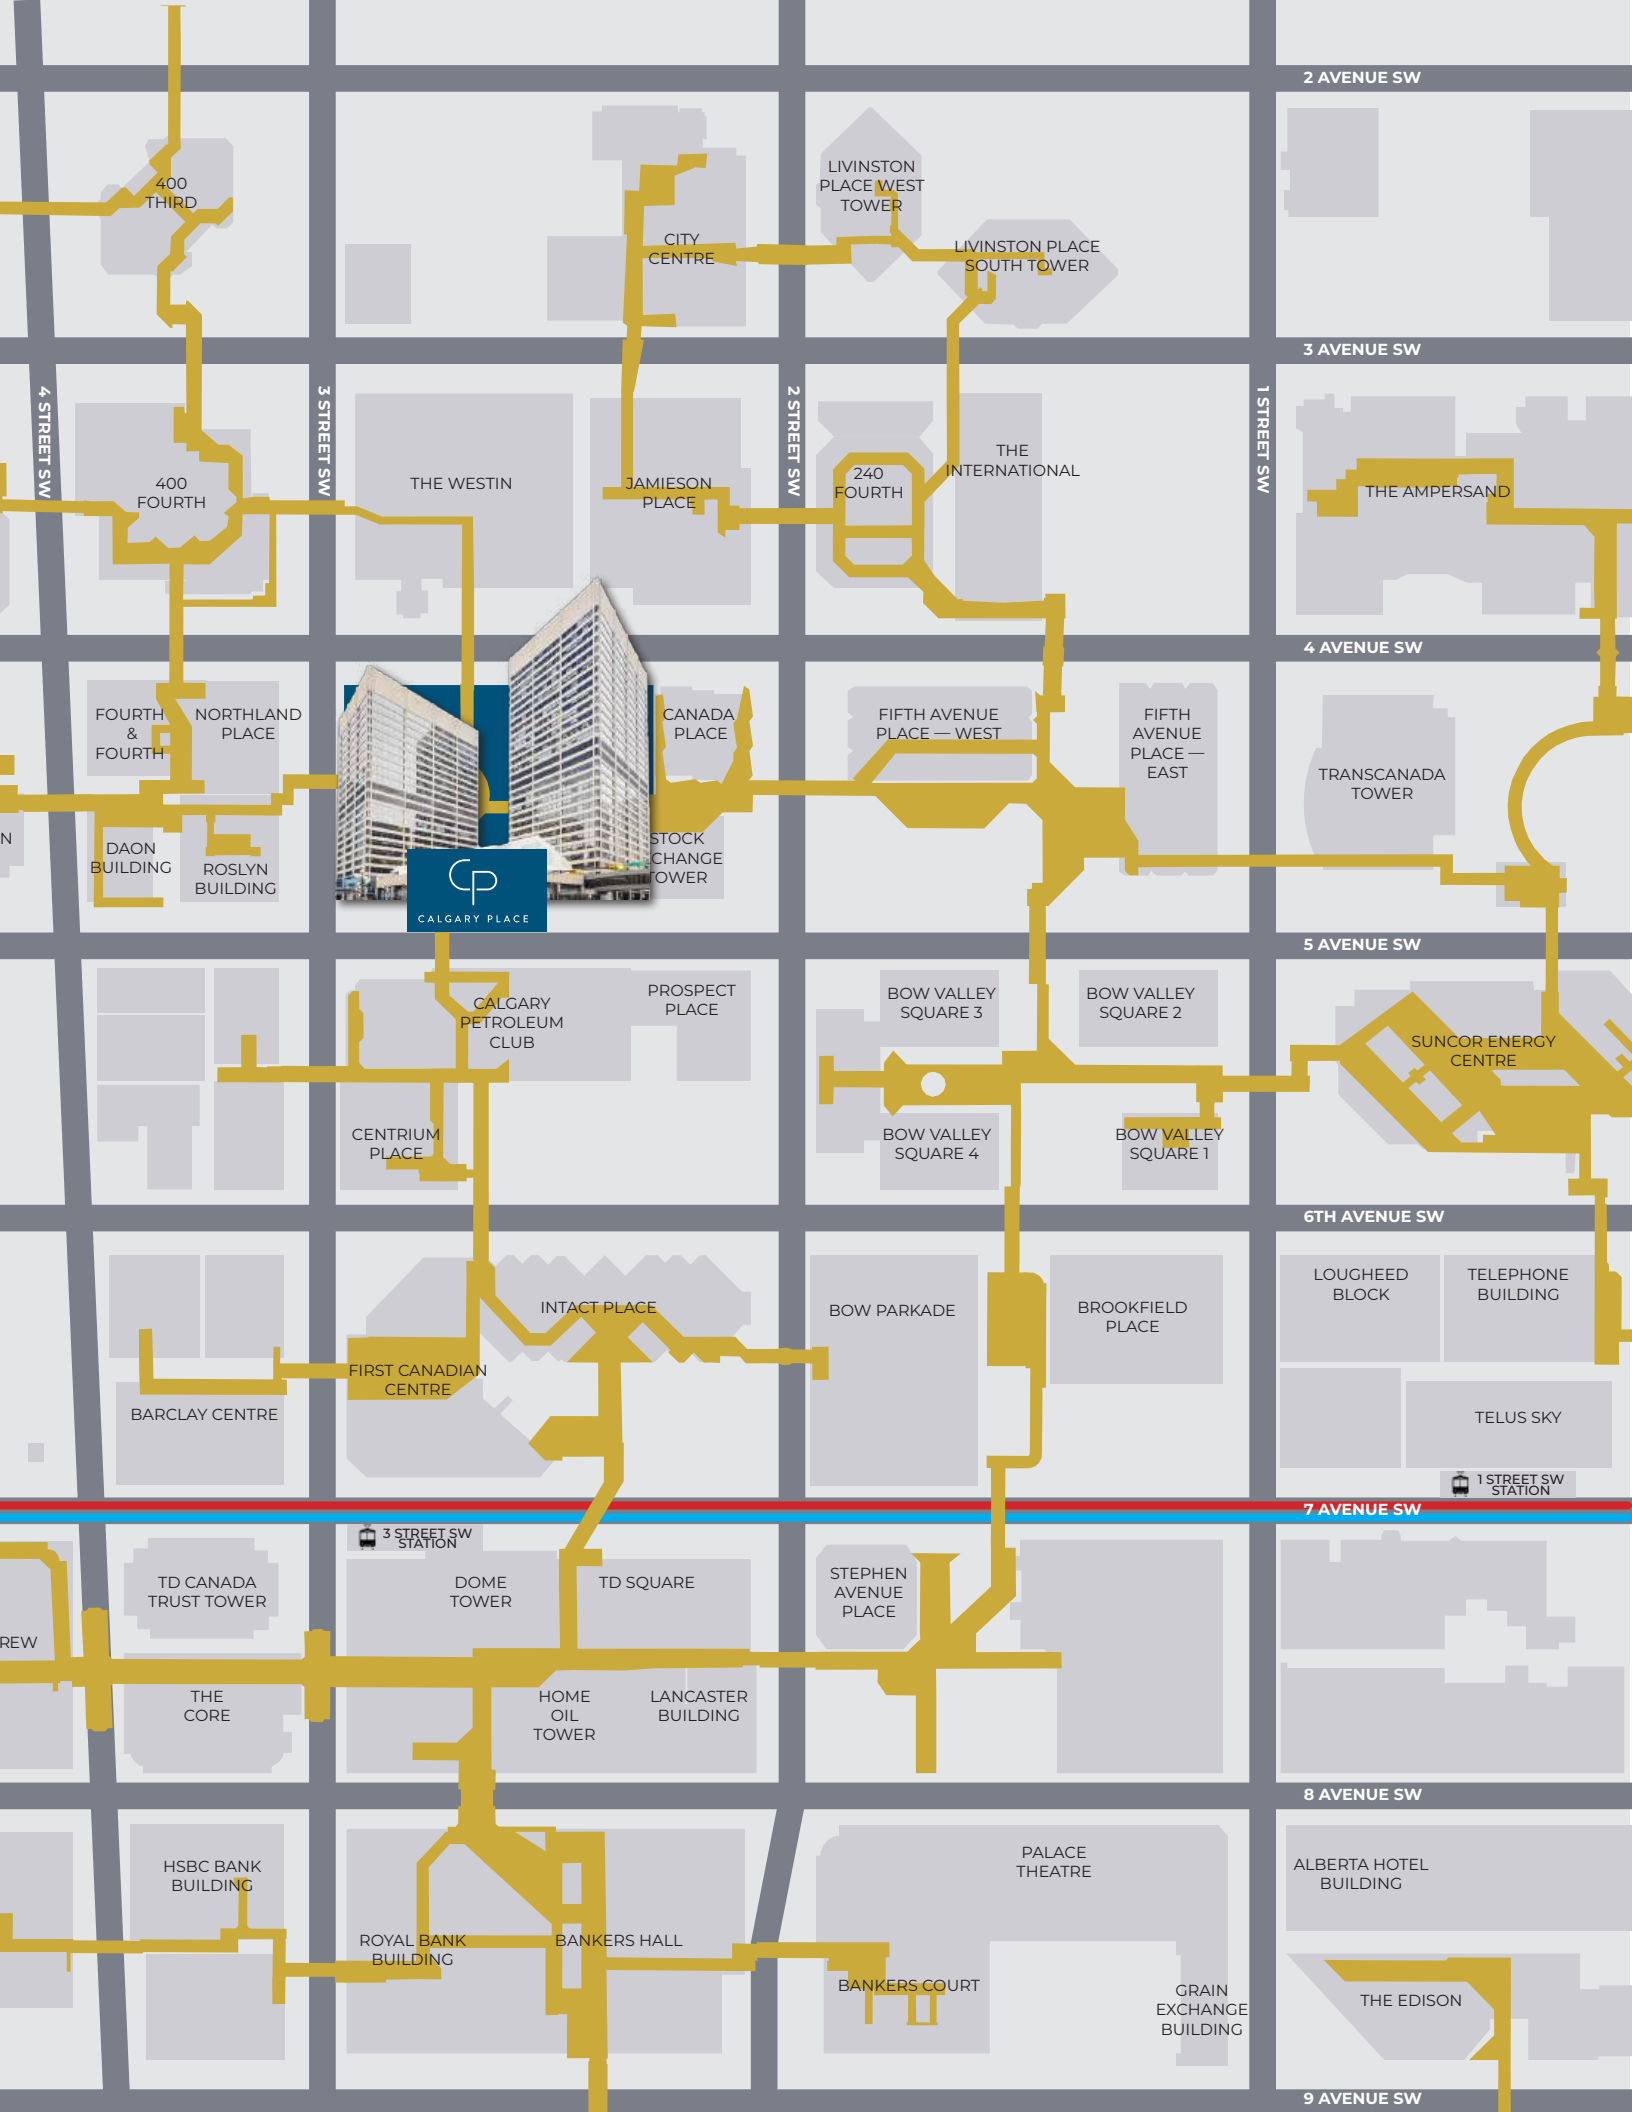 2 AVENUE SW
400
THIRD
LIVINSTON
PLACE WEST
TOWER
CITY
CENTRE
LIVINSTON PLACE
SOUTH TOWER
3 AVENUE SW
4 STREET SW
3 STREET SW
2 STREET SW
1 STREET SW
400
FOURTH
THE WESTIN
JAMIESON
PLACE
240
FOURTH
THE
INTERNATIONAL
THE AMPERSAND
4 AVENUE SW
FOURTH
&
FOURTH
NORTHLAND
PLACE
CANADA
PLACE
FIFTH AVENUE
PLACE — WEST
FIFTH
AVENUE
PLACE —
EAST
TRANSCANADA
TOWER
N
DAON
BUILDING
ROSLYN
BUILDING
STOCK
CHANGE
TOWER
CP
CALGARY PLACE
5 AVENUE SW
CALGARY
PETROLEUM
CLUB
PROSPECT
PLACE
BOW VALLEY
SQUARE 3
BOW VALLEY
SQUARE 2
SUNCOR ENERGY
CENTRE
CENTRIUM
PLACE
BOW VALLEY
SQUARE 4
BOW VALLEY
SQUARE 1
6TH AVENUE SW
INTACT PLACE
BOW PARKADE
BROOKFIELD
PLACE
LOUGHEED
BLOCK
TELEPHONE
BUILDING
FIRST CANADIAN
CENTRE
BARCLAY CENTRE
TELUS SKY
1 STREET SW
STATION
7 AVENUE SW
3 STREET SW
STATION
TD CANADA
TRUST TOWER
DOME
TOWER
TD SQUARE
STEPHEN
AVENUE
PLACE
REW
THE
CORE
HOME
OIL
TOWER
LANCASTER
BUILDING
8 AVENUE SW
HSBC BANK
BUILDING
PALACE
THEATRE
ALBERTA HOTEL
BUILDING
ROYAL BANK
BUILDING
BANKERS HALL
BANKERS COURT
GRAIN
EXCHANGE
BUILDING
THE EDISON
9 AVENUE SW